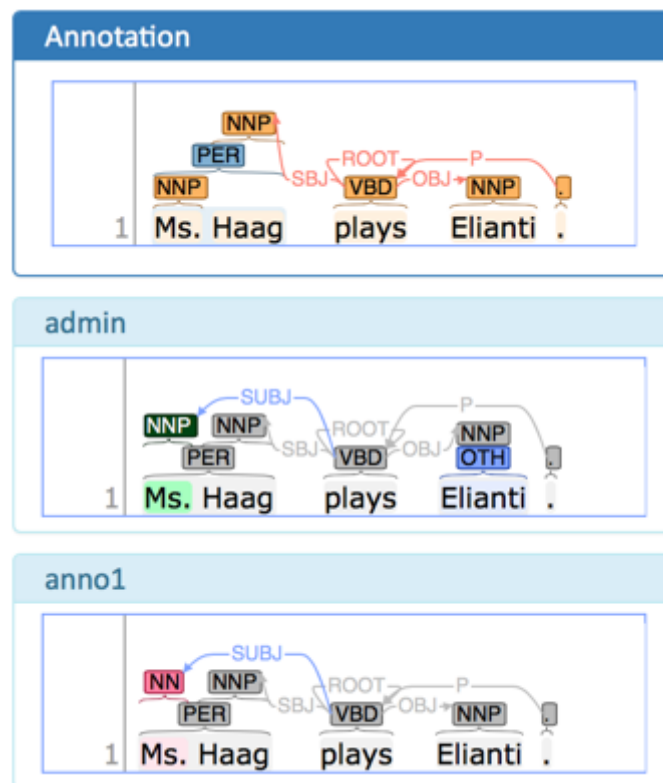 Annotation
NNP
PER
NNP SBJ ROOT VBD OBJ P NNP .
1 Ms. Haag plays Elianti .
admin
SUBJ
NNP NNP SBJ ROOT P NNP
PER VBD OBJ OTH .
1 Ms. Haag plays Elianti .
anno1
SUBJ
NN NNP ROOT P
PER SBJ VBD OBJ NNP .
1 Ms. Haag plays Elianti .